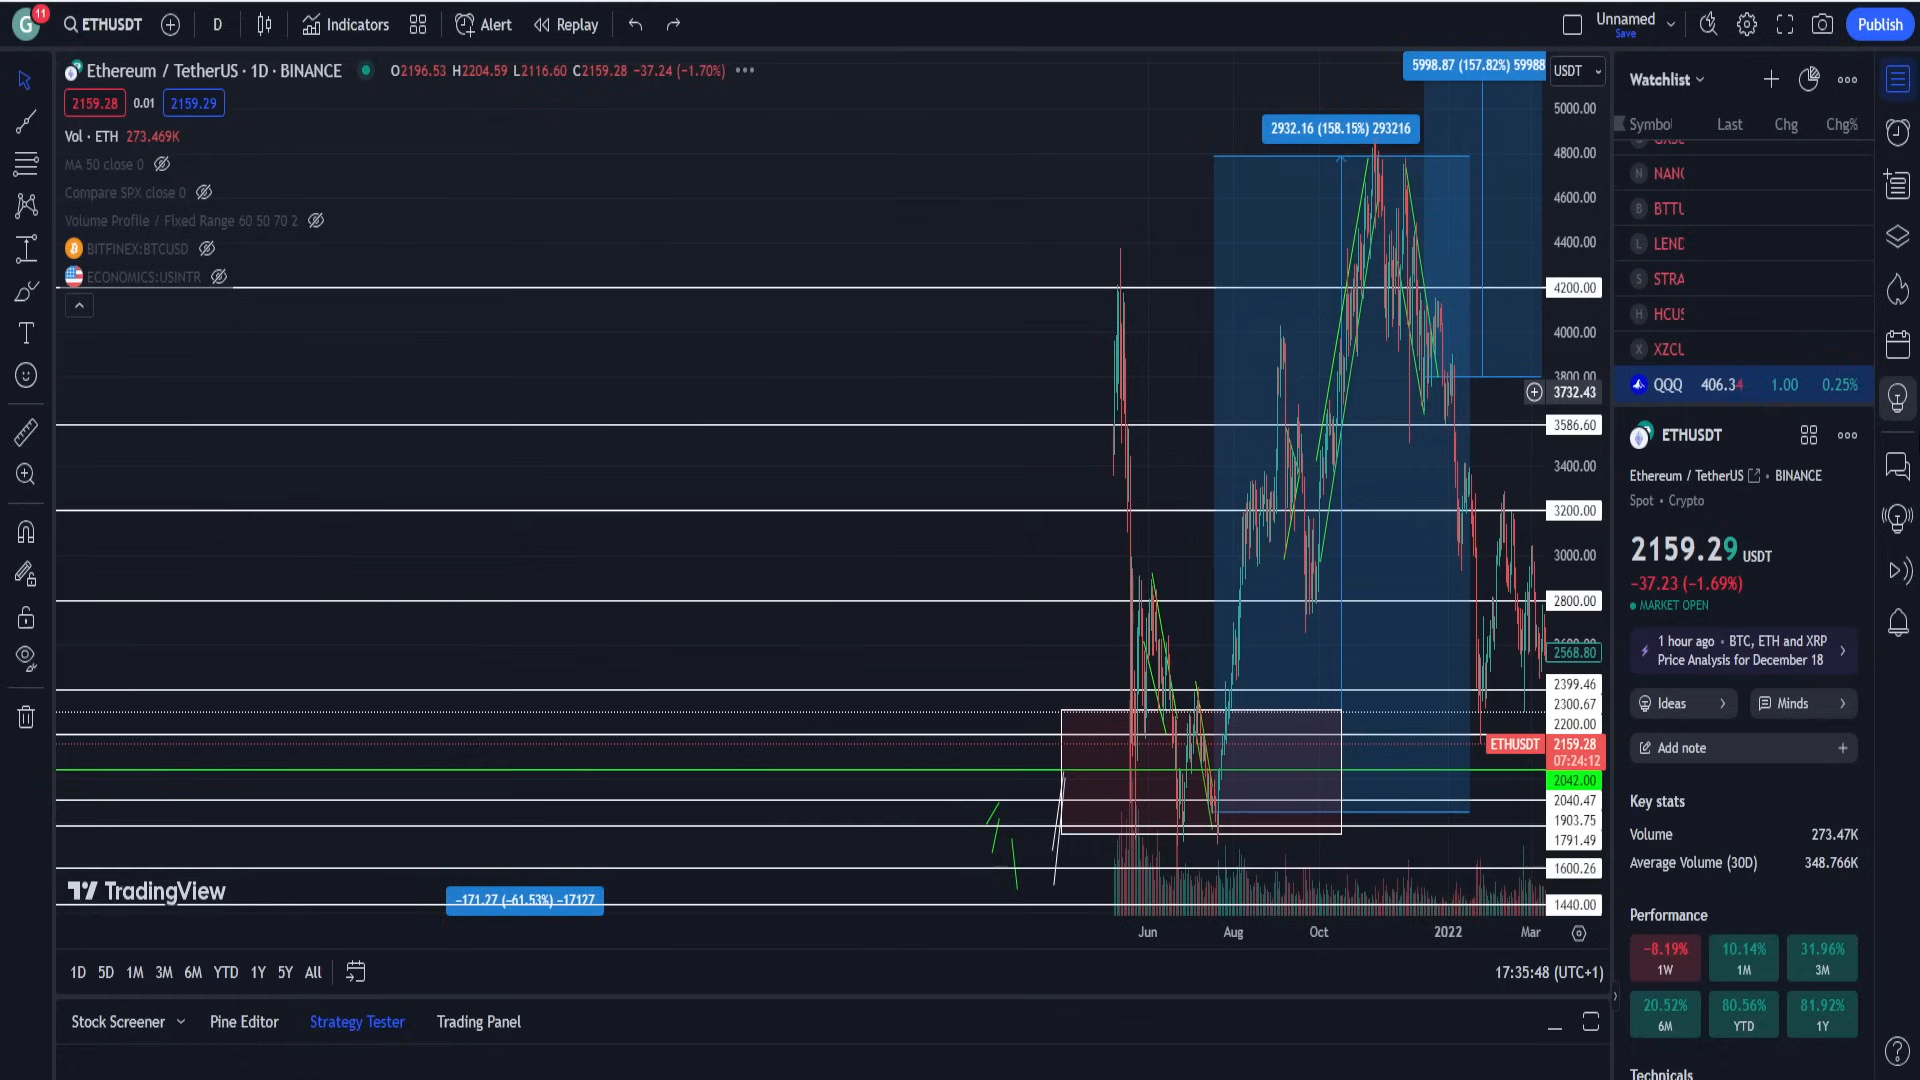 G 11 ETHUSDT D Indicators Alert Replay Unnamed Save Publish
Ethereum / TetherUS · 1D · BINANCE O2196.53 H2204.59 L2116.60 C2159.28 −37.24 (−1.70%)
2159.28 0.01 2159.29
Vol · ETH 273.469K
MA 50 close 0
Compare SPX close 0
Volume Profile / Fixed Range 60 50 70 2
BITFINEX:BTCUSD
ECONOMICS:USINTR
5998.87 (157.82%) 59988
2932.16 (158.15%) 293216
−171.27 (−61.53%) −17127
TradingView
USDT
5000.00
4800.00
4600.00
4400.00
4200.00
4000.00
3800.00
3732.43
3586.60
3400.00
3200.00
3000.00
2800.00
2568.80
2399.46
2300.67
2200.00
ETHUSDT 2159.28
07:24:12
2042.00
2040.47
1903.75
1791.49
1600.26
1440.00
Jun Aug Oct 2022 Mar
1D 5D 1M 3M 6M YTD 1Y 5Y All 17:35:48 (UTC+1)
Stock Screener Pine Editor Strategy Tester Trading Panel
Watchlist
Symbol Last Chg Chg%
N NANO
B BTTU
L LEND
S STRA
H HCUS
X XZCU
QQQ 406.34 1.00 0.25%
ETHUSDT
Ethereum / TetherUS • BINANCE
Spot • Crypto
2159.29 USDT
−37.23 (−1.69%)
MARKET OPEN
1 hour ago • BTC, ETH and XRP
Price Analysis for December 18
Ideas Minds
Add note
Key stats
Volume 273.47K
Average Volume (30D) 348.766K
Performance
−8.19% 10.14% 31.96%
1W 1M 3M
20.52% 80.56% 81.92%
6M YTD 1Y
Technicals